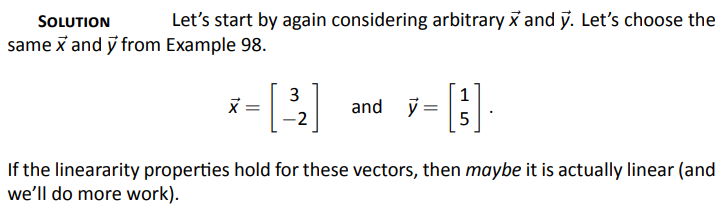 SOLUTION Let's start by again considering arbitrary x⃗ and y⃗. Let's choose the
same x⃗ and y⃗ from Example 98.
x⃗ = [ 3 -2 ] and y⃗ = [ 1 5 ].
If the lineararity properties hold for these vectors, then maybe it is actually linear (and
we'll do more work).